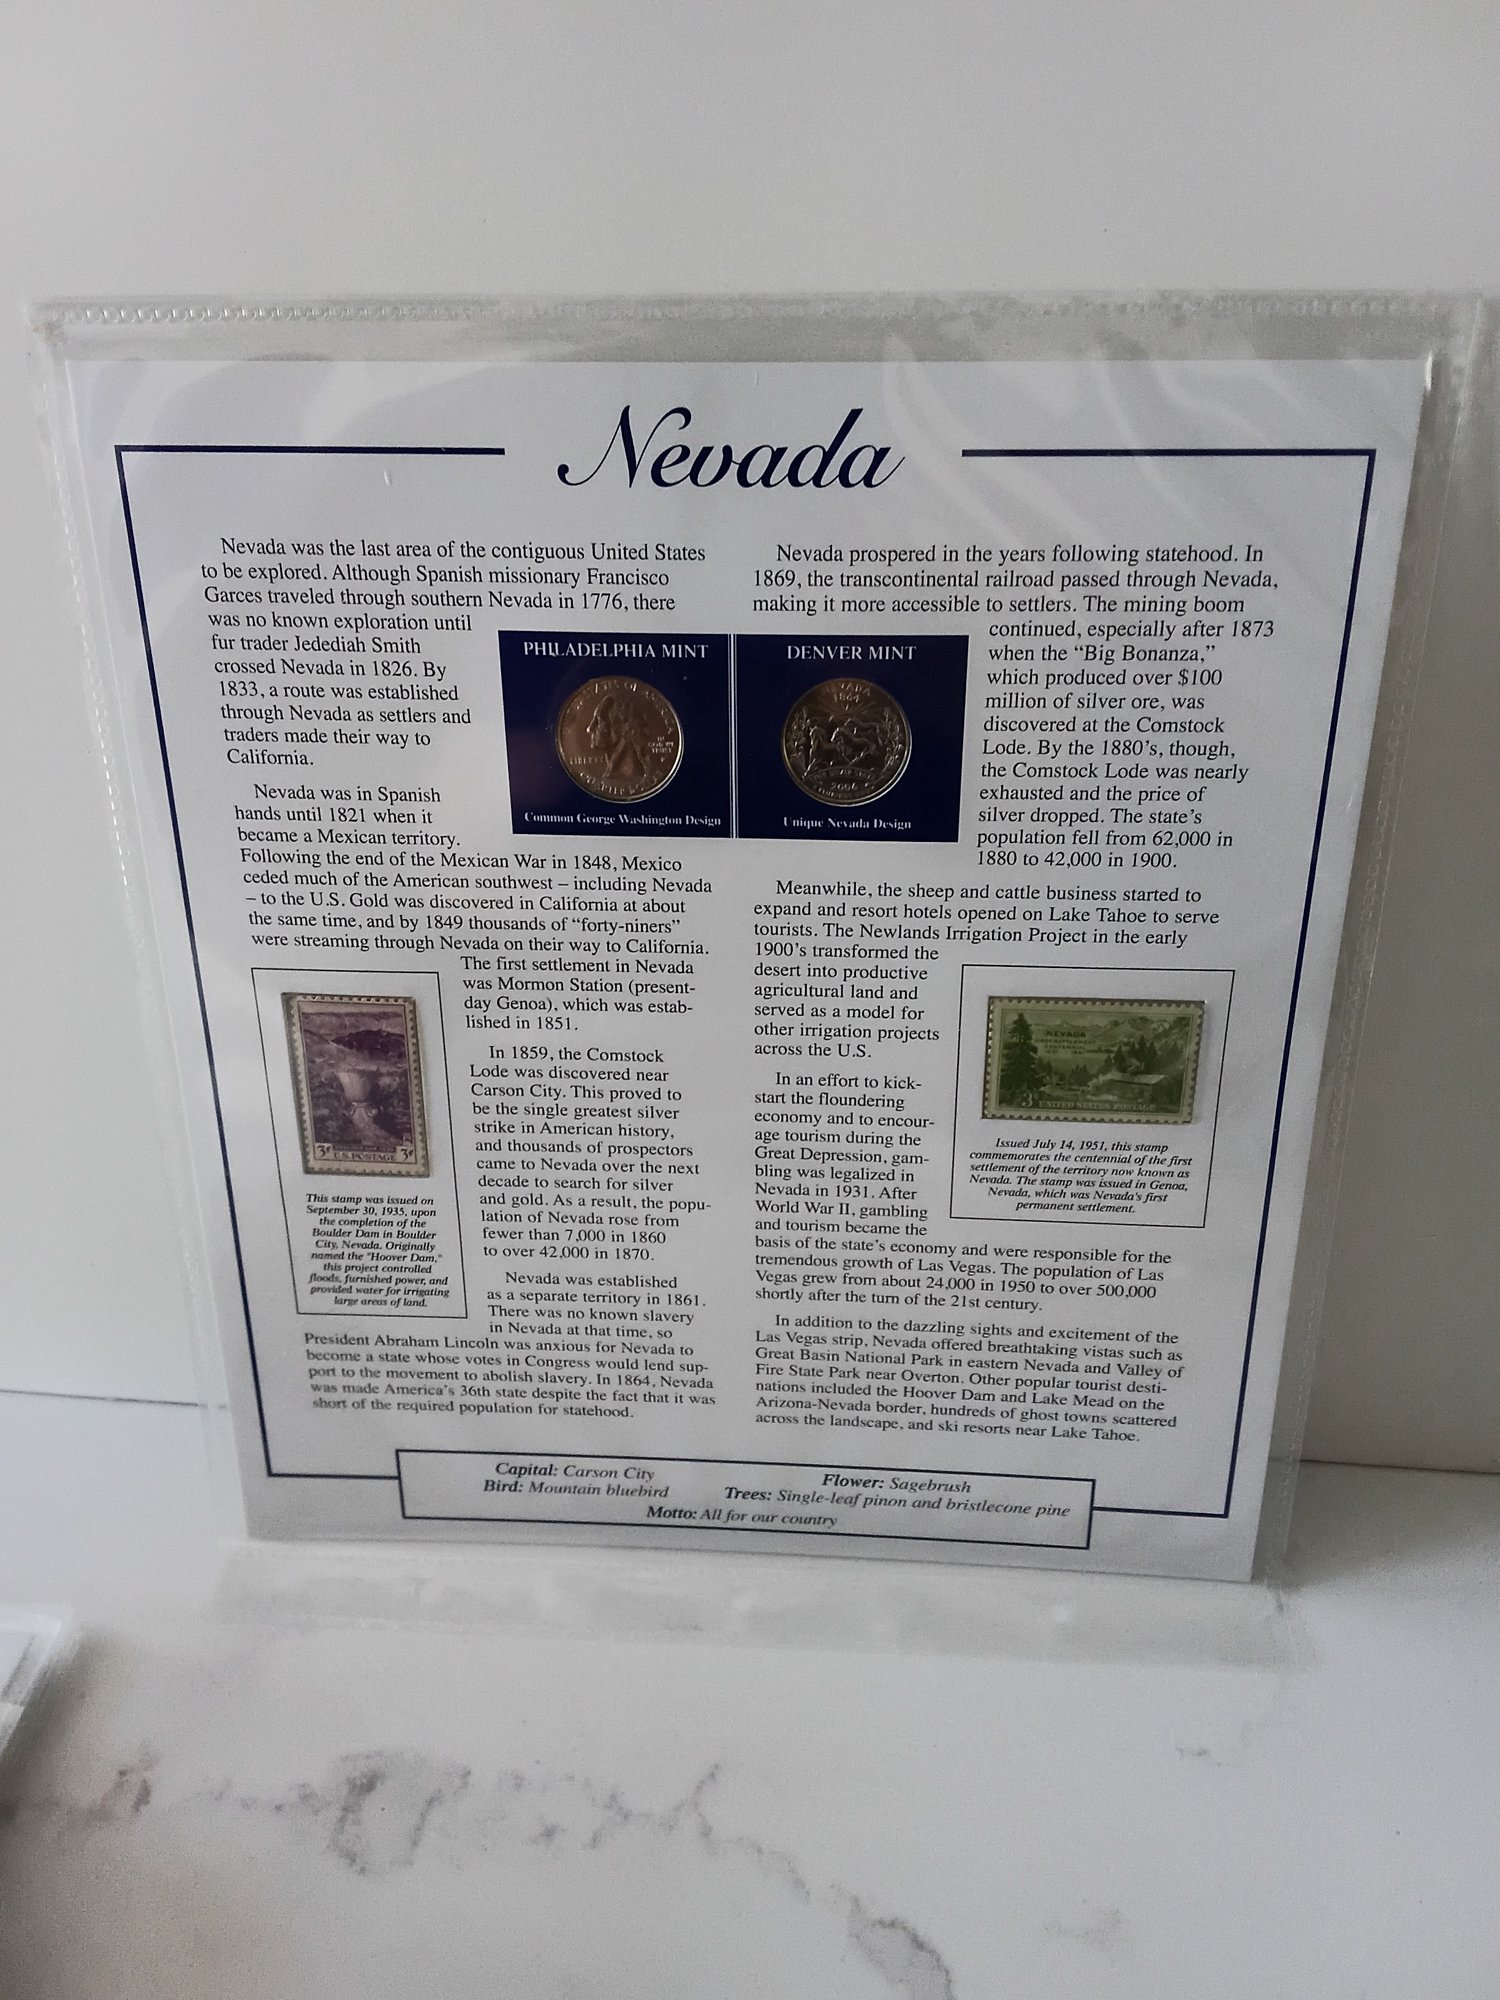 Nevada
Nevada was the last area of the contiguous United States
to be explored. Although Spanish missionary Francisco
Garces traveled through southern Nevada in 1776, there
was no known exploration until
fur trader Jedediah Smith
crossed Nevada in 1826. By
1833, a route was established
through Nevada as settlers and
traders made their way to
California.
Nevada was in Spanish
hands until 1821 when it
became a Mexican territory.
Following the end of the Mexican War in 1848, Mexico
ceded much of the American southwest – including Nevada
– to the U.S. Gold was discovered in California at about
the same time, and by 1849 thousands of “forty-niners”
were streaming through Nevada on their way to California.
The first settlement in Nevada
was Mormon Station (present-
day Genoa), which was estab-
lished in 1851.
In 1859, the Comstock
Lode was discovered near
Carson City. This proved to
be the single greatest silver
strike in American history,
and thousands of prospectors
came to Nevada over the next
decade to search for silver
and gold. As a result, the popu-
lation of Nevada rose from
fewer than 7,000 in 1860
to over 42,000 in 1870.
Nevada was established
as a separate territory in 1861.
There was no known slavery
in Nevada at that time, so
President Abraham Lincoln was anxious for Nevada to
become a state whose votes in Congress would lend sup-
port to the movement to abolish slavery. In 1864, Nevada
was made America's 36th state despite the fact that it was
short of the required population for statehood.
3¢ 3¢
U.S. POSTAGE
This stamp was issued on
September 30, 1935, upon
the completion of the
Boulder Dam in Boulder
City, Nevada. Originally
named the "Hoover Dam,"
this project controlled
floods, furnished power, and
provided water for irrigating
large areas of land.
PHILADELPHIA MINT
LIBERTY
IN
GOD WE
TRUST
Common George Washington Design
DENVER MINT
NEVADA
1864
2006
Unique Nevada Design
Nevada prospered in the years following statehood. In
1869, the transcontinental railroad passed through Nevada,
making it more accessible to settlers. The mining boom
continued, especially after 1873
when the “Big Bonanza,”
which produced over $100
million of silver ore, was
discovered at the Comstock
Lode. By the 1880's, though,
the Comstock Lode was nearly
exhausted and the price of
silver dropped. The state's
population fell from 62,000 in
1880 to 42,000 in 1900.
Meanwhile, the sheep and cattle business started to
expand and resort hotels opened on Lake Tahoe to serve
tourists. The Newlands Irrigation Project in the early
1900's transformed the
desert into productive
agricultural land and
served as a model for
other irrigation projects
across the U.S.
In an effort to kick-
start the floundering
economy and to encour-
age tourism during the
Great Depression, gam-
bling was legalized in
Nevada in 1931. After
World War II, gambling
and tourism became the
basis of the state's economy and were responsible for the
tremendous growth of Las Vegas. The population of Las
Vegas grew from about 24,000 in 1950 to over 500,000
shortly after the turn of the 21st century.
In addition to the dazzling sights and excitement of the
Las Vegas strip, Nevada offered breathtaking vistas such as
Great Basin National Park in eastern Nevada and Valley of
Fire State Park near Overton. Other popular tourist desti-
nations included the Hoover Dam and Lake Mead on the
Arizona-Nevada border, hundreds of ghost towns scattered
across the landscape, and ski resorts near Lake Tahoe.
NEVADA
FIRST SETTLEMENT
CENTENNIAL
1851 1951
3¢ UNITED STATES POSTAGE
Issued July 14, 1951, this stamp
commemorates the centennial of the first
settlement of the territory now known as
Nevada. The stamp was issued in Genoa,
Nevada, which was Nevada's first
permanent settlement.
Capital: Carson City
Bird: Mountain bluebird
Flower: Sagebrush
Trees: Single-leaf pinon and bristlecone pine
Motto: All for our country